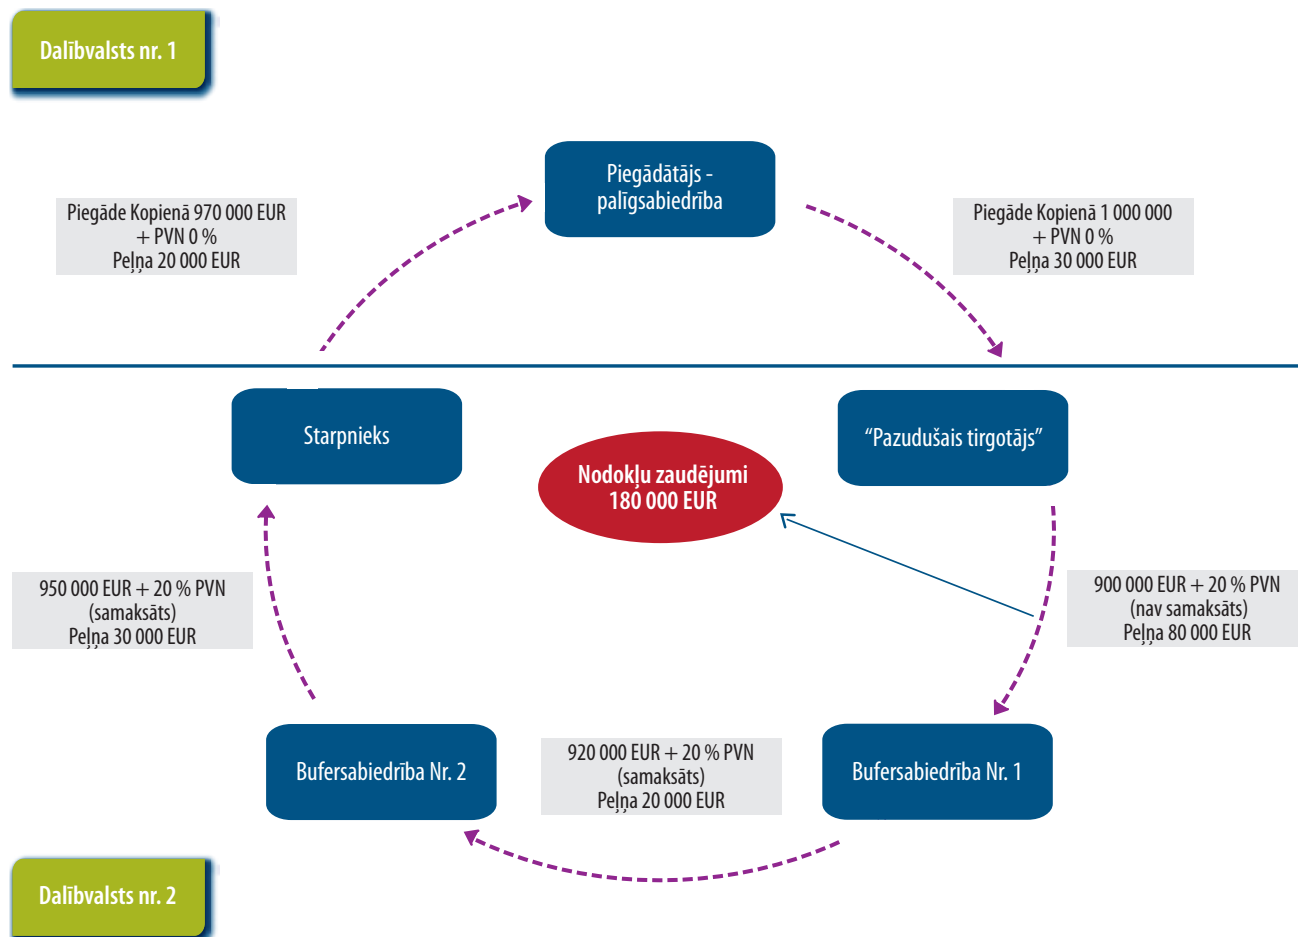 Dalībvalsts nr. 1
Piegādātājs -
palīgsabiedrība
Piegāde Kopienā 970 000 EUR
+ PVN 0 %
Peļņa 20 000 EUR
Piegāde Kopienā 1 000 000
+ PVN 0 %
Peļņa 30 000 EUR
Starpnieks
Nodokļu zaudējumi
180 000 EUR
“Pazudušais tirgotājs”
950 000 EUR + 20 % PVN
(samaksāts)
Peļņa 30 000 EUR
900 000 EUR + 20 % PVN
(nav samaksāts)
Peļņa 80 000 EUR
Bufersabiedrība Nr. 2
920 000 EUR + 20 % PVN
(samaksāts)
Peļņa 20 000 EUR
Bufersabiedrība Nr. 1
Dalībvalsts nr. 2